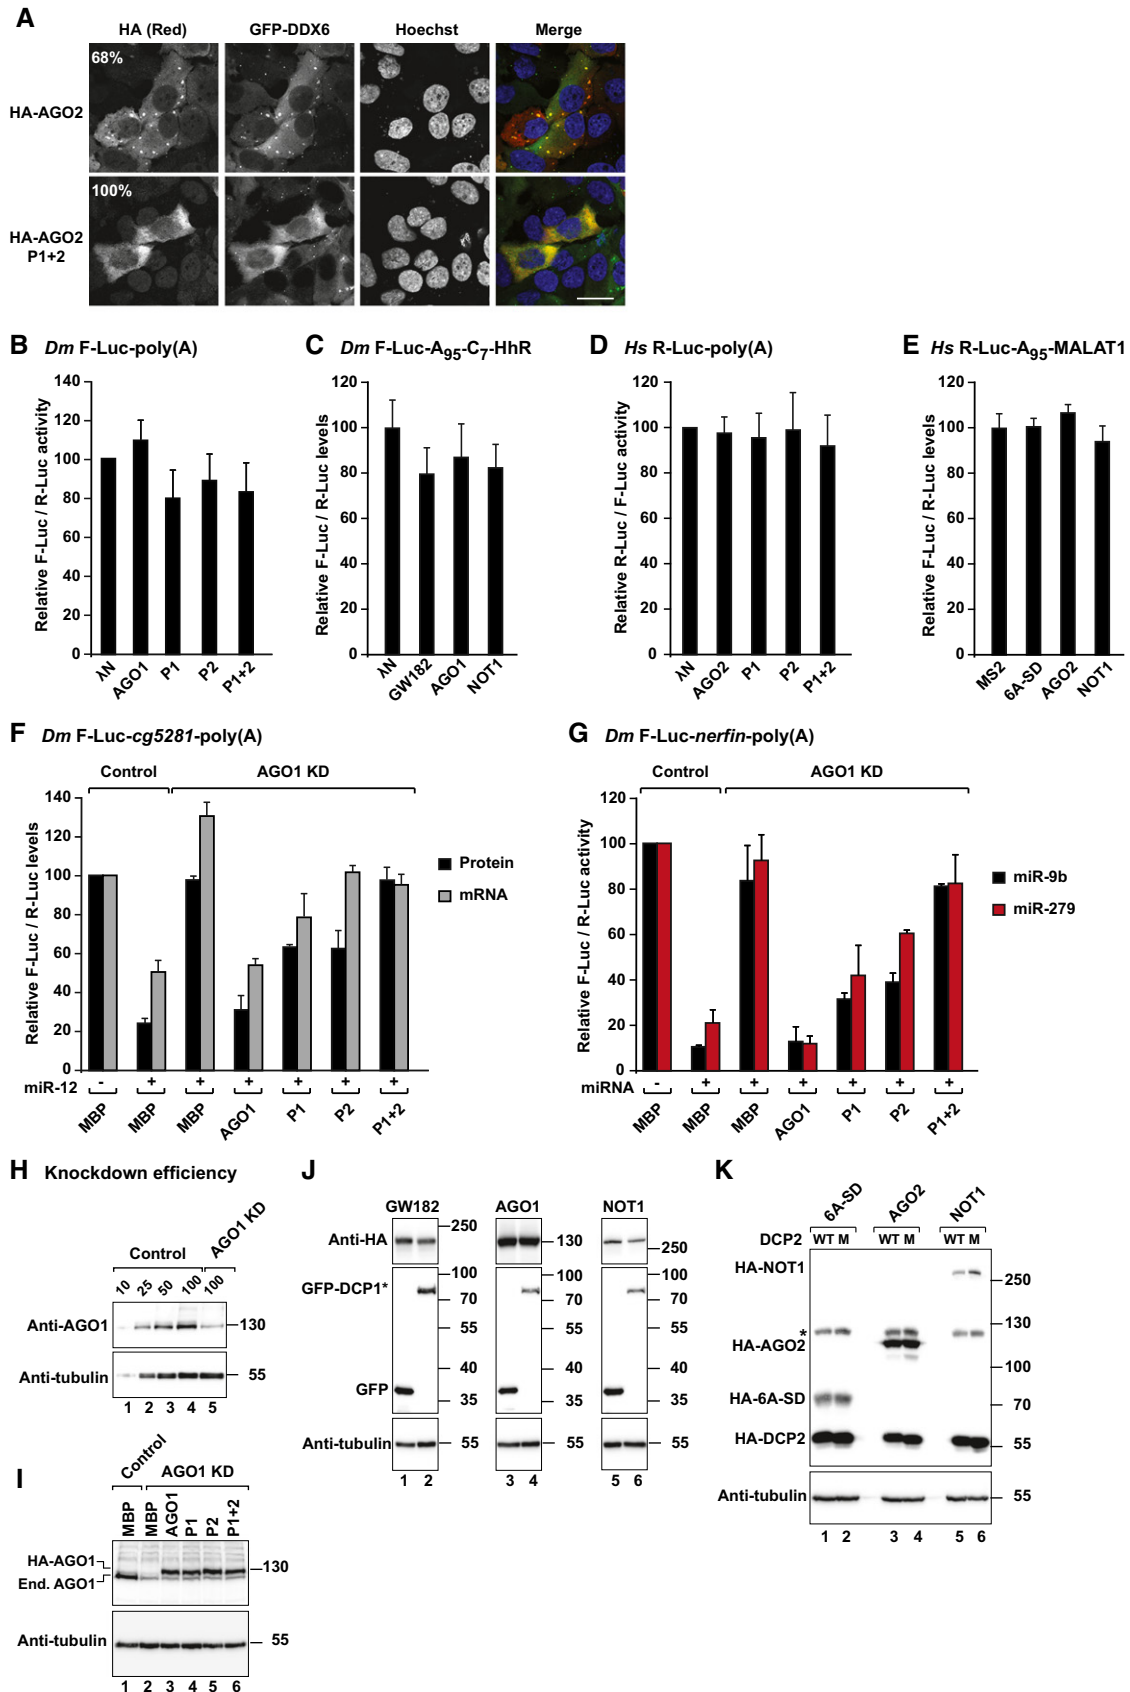 A
HA (Red) GFP-DDX6 Hoechst Merge
HA-AGO2
68%
HA-AGO2
P1+2
100%
B Dm F-Luc-poly(A)
Relative F-Luc / R-Luc activity
140
120
100
80
60
40
20
0
λN AGO1 P1 P2 P1+2
C Dm F-Luc-A95-C7-HhR
Relative F-Luc / R-Luc levels
120
100
80
60
40
20
0
λN GW182 AGO1 NOT1
D Hs R-Luc-poly(A)
Relative R-Luc / F-Luc activity
120
100
80
60
40
20
0
λN AGO2 P1 P2 P1+2
E Hs R-Luc-A95-MALAT1
Relative F-Luc / R-Luc levels
120
100
80
60
40
20
0
MS2 6A-SD AGO2 NOT1
F Dm F-Luc-cg5281-poly(A)
Control AGO1 KD
Relative F-Luc / R-Luc levels
140
120
100
80
60
40
20
0
Protein
mRNA
miR-12 - + + + + + +
MBP MBP MBP AGO1 P1 P2 P1+2
G Dm F-Luc-nerfin-poly(A)
Control AGO1 KD
Relative F-Luc / R-Luc activity
120
100
80
60
40
20
0
miR-9b
miR-279
miRNA - + + + + + +
MBP MBP MBP AGO1 P1 P2 P1+2
H Knockdown efficiency
Control AGO1 KD
10 25 50 100 100
Anti-AGO1 130
Anti-tubulin 55
1 2 3 4 5
I
Control AGO1 KD
MBP MBP AGO1 P1 P2 P1+2
HA-AGO1 130
End. AGO1
Anti-tubulin 55
1 2 3 4 5 6
J
GW182 AGO1 NOT1
Anti-HA 250 130 250
GFP-DCP1* 100 100 100
70 70 70
55 55 55
40 40 40
GFP 35 35 35
Anti-tubulin 55 55 55
1 2 3 4 5 6
K
6A-SD AGO2 NOT1
DCP2 WT M WT M WT M
HA-NOT1 250
* 130
HA-AGO2
100
HA-6A-SD 70
HA-DCP2 55
Anti-tubulin 55
1 2 3 4 5 6